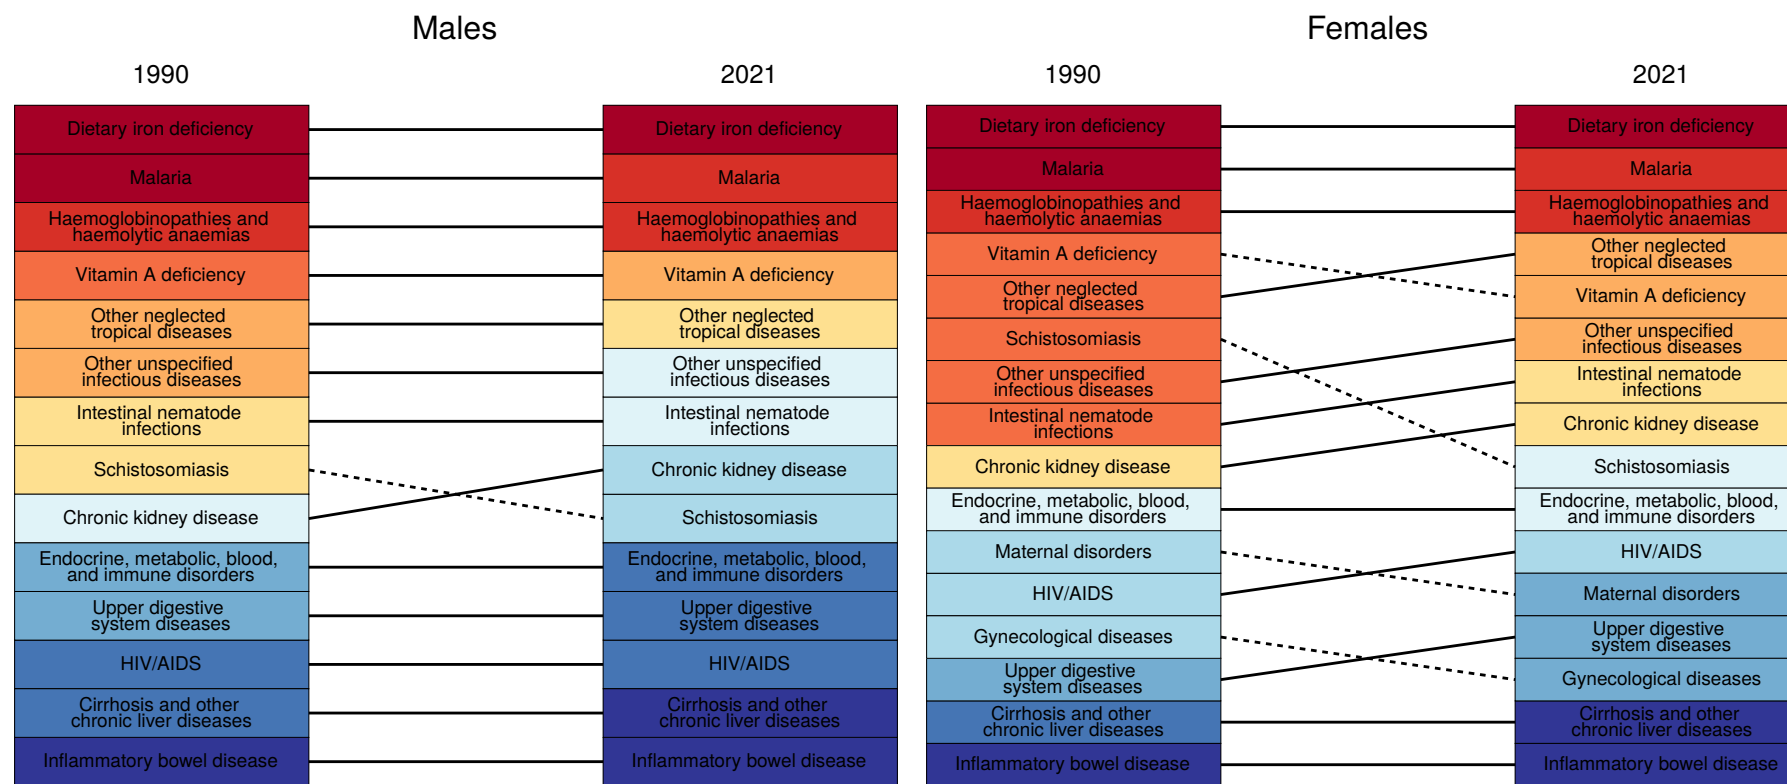 Males
1990
2021
Dietary iron deficiency
Malaria
Haemoglobinopathies and
haemolytic anaemias
Vitamin A deficiency
Other neglected
tropical diseases
Other unspecified
infectious diseases
Intestinal nematode
infections
Schistosomiasis
Chronic kidney disease
Endocrine, metabolic, blood,
and immune disorders
Upper digestive
system diseases
HIV/AIDS
Cirrhosis and other
chronic liver diseases
Inflammatory bowel disease
Dietary iron deficiency
Malaria
Haemoglobinopathies and
haemolytic anaemias
Vitamin A deficiency
Other neglected
tropical diseases
Other unspecified
infectious diseases
Intestinal nematode
infections
Chronic kidney disease
Schistosomiasis
Endocrine, metabolic, blood,
and immune disorders
Upper digestive
system diseases
HIV/AIDS
Cirrhosis and other
chronic liver diseases
Inflammatory bowel disease
Females
1990
2021
Dietary iron deficiency
Malaria
Haemoglobinopathies and
haemolytic anaemias
Vitamin A deficiency
Other neglected
tropical diseases
Schistosomiasis
Other unspecified
infectious diseases
Intestinal nematode
infections
Chronic kidney disease
Endocrine, metabolic, blood,
and immune disorders
Maternal disorders
HIV/AIDS
Gynecological diseases
Upper digestive
system diseases
Cirrhosis and other
chronic liver diseases
Inflammatory bowel disease
Dietary iron deficiency
Malaria
Haemoglobinopathies and
haemolytic anaemias
Other neglected
tropical diseases
Vitamin A deficiency
Other unspecified
infectious diseases
Intestinal nematode
infections
Chronic kidney disease
Schistosomiasis
Endocrine, metabolic, blood,
and immune disorders
HIV/AIDS
Maternal disorders
Upper digestive
system diseases
Gynecological diseases
Cirrhosis and other
chronic liver diseases
Inflammatory bowel disease